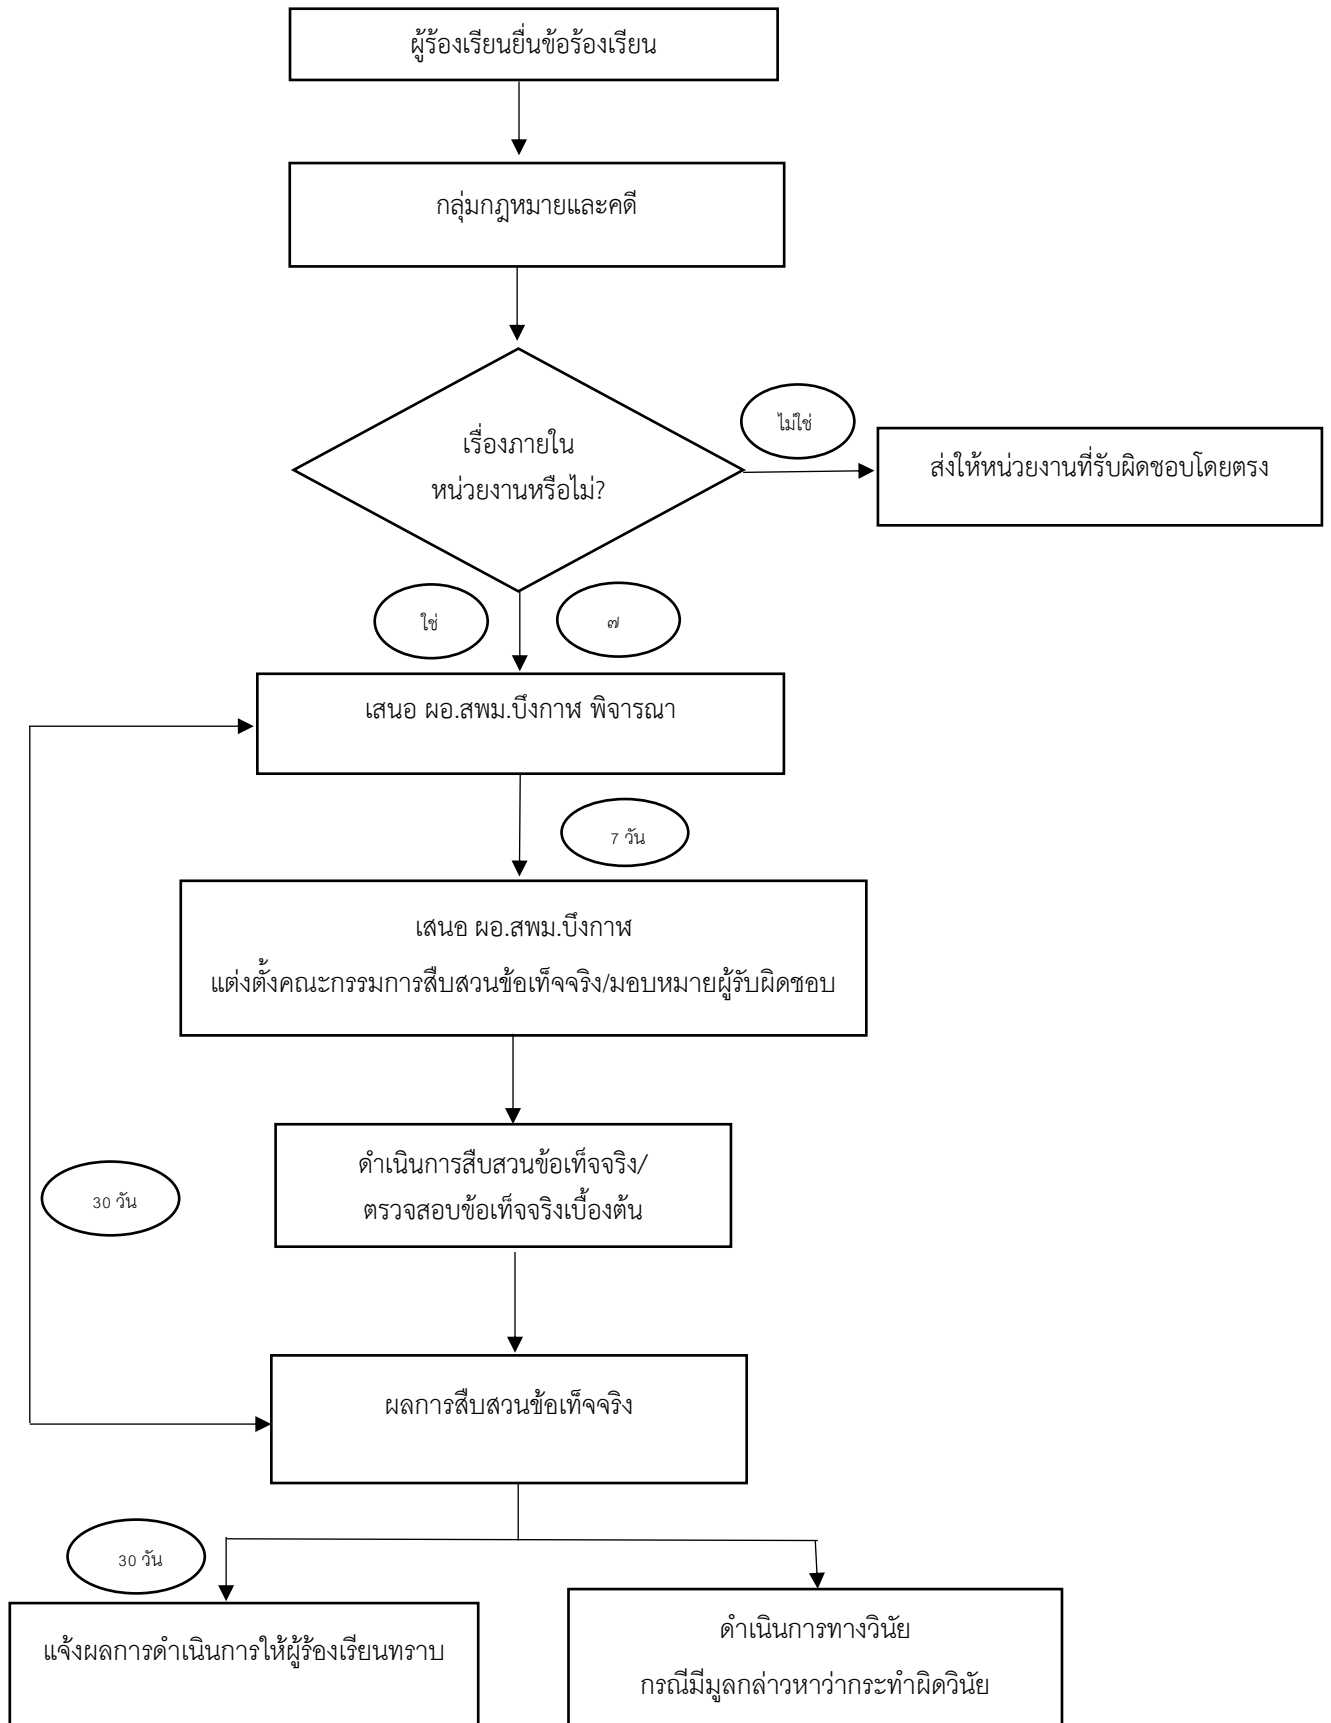 ผู้ร้องเรียนยื่นข้อร้องเรียน
กลุ่มกฎหมายและคดี
เรื่องภายใน
หน่วยงานหรือไม่?
ไม่ใช่
ส่งให้หน่วยงานที่รับผิดชอบโดยตรง
ใช่
๗
เสนอ ผอ.สพม.บึงกาฬ พิจารณา
7 วัน
เสนอ ผอ.สพม.บึงกาฬ
แต่งตั้งคณะกรรมการสืบสวนข้อเท็จจริง/มอบหมายผู้รับผิดชอบ
ดำเนินการสืบสวนข้อเท็จจริง/
ตรวจสอบข้อเท็จจริงเบื้องต้น
30 วัน
ผลการสืบสวนข้อเท็จจริง
30 วัน
แจ้งผลการดำเนินการให้ผู้ร้องเรียนทราบ
ดำเนินการทางวินัย
กรณีมีมูลกล่าวหาว่ากระทำผิดวินัย